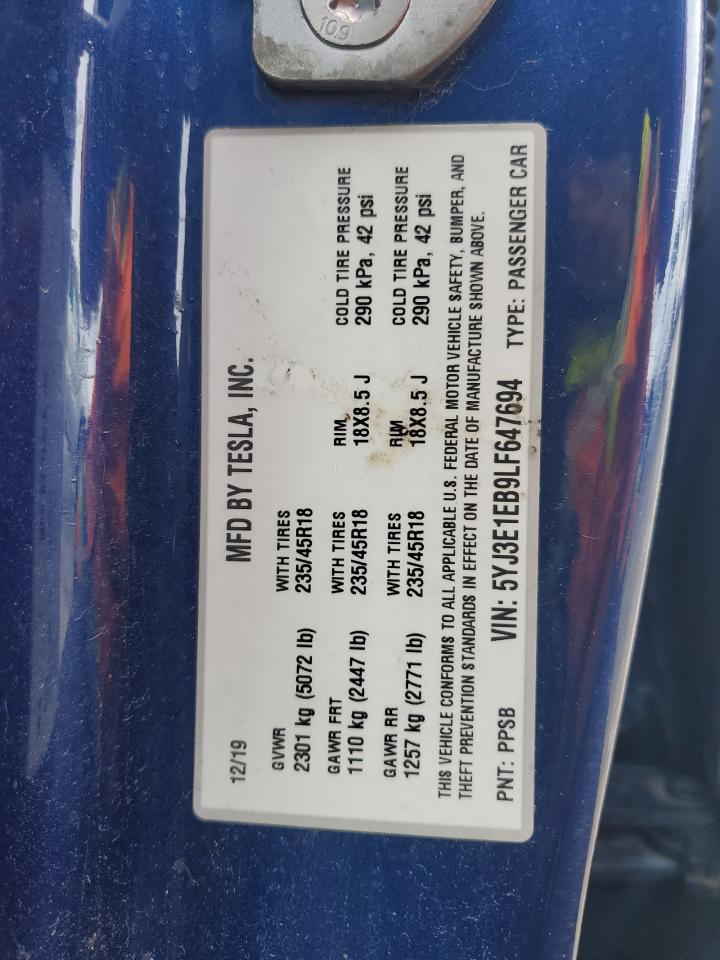 10.9
MFD BY TESLA, INC.
12/19
GVWR WITH TIRES
2301 kg (5072 lb) 235/45R18
GAWR FRT WITH TIRES RIM COLD TIRE PRESSURE
1110 kg (2447 lb) 235/45R18 18X8.5 J 290 kPa, 42 psi
GAWR RR WITH TIRES RIM COLD TIRE PRESSURE
1257 kg (2771 lb) 235/45R18 18X8.5 J 290 kPa, 42 psi
THIS VEHICLE CONFORMS TO ALL APPLICABLE U.S. FEDERAL MOTOR VEHICLE SAFETY, BUMPER, AND
THEFT PREVENTION STANDARDS IN EFFECT ON THE DATE OF MANUFACTURE SHOWN ABOVE.
PNT: PPSB VIN: 5YJ3E1EB9LF647694 TYPE: PASSENGER CAR